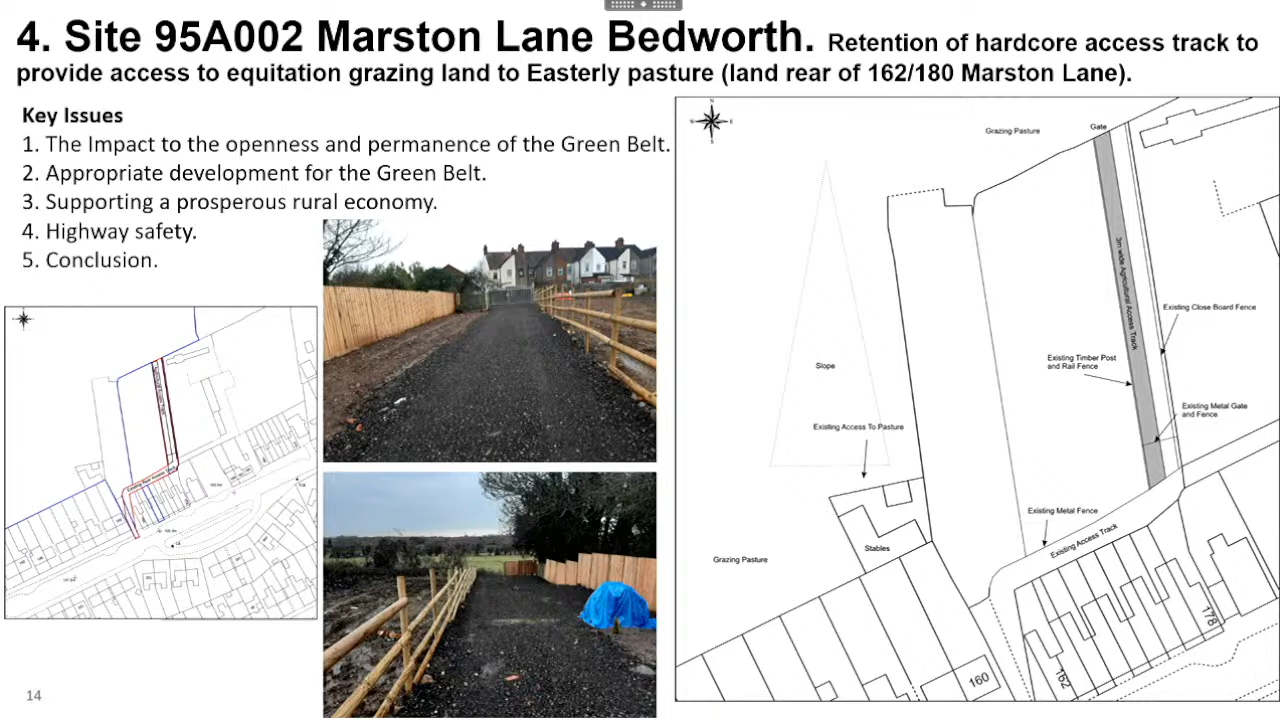 4. Site 95A002 Marston Lane Bedworth. Retention of hardcore access track to
provide access to equitation grazing land to Easterly pasture (land rear of 162/180 Marston Lane).
Key Issues
1. The Impact to the openness and permanence of the Green Belt.
2. Appropriate development for the Green Belt.
3. Supporting a prosperous rural economy.
4. Highway safety.
5. Conclusion.
N
W
E
S
Grazing Pasture
Gate
3m wide Agricultural Access Track
Existing Close Board Fence
Existing Timber Post
and Rail Fence
Slope
Existing Metal Gate
and Fence
Existing Access To Pasture
Existing Metal Fence
Existing Access Track
Stables
Grazing Pasture
160
162
178
14